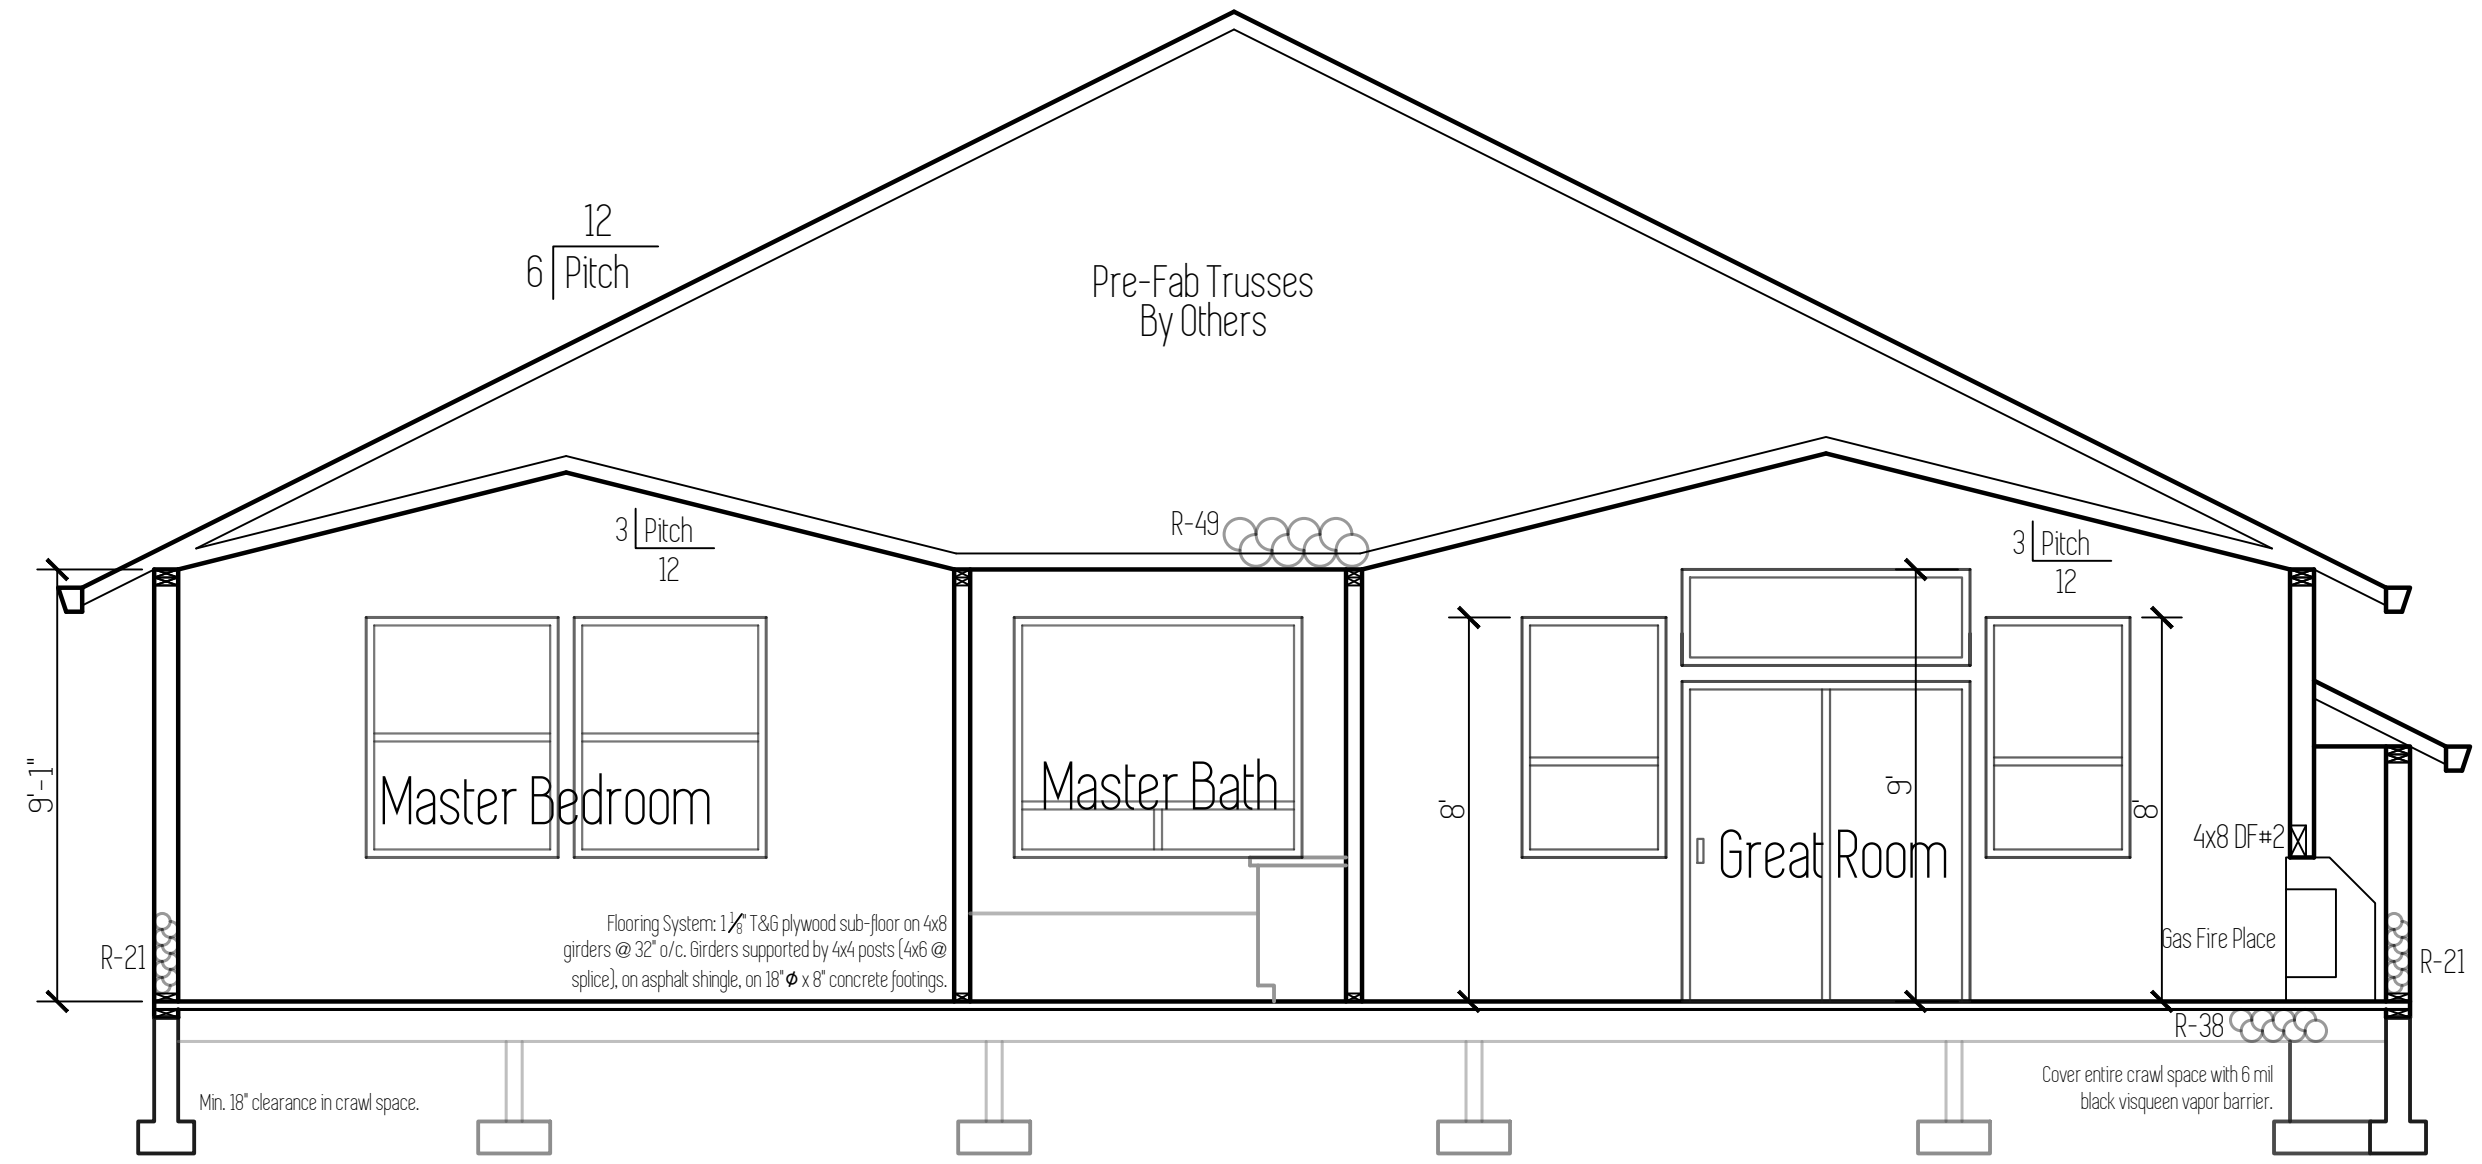 12
6 Pitch
Pre-Fab Trusses
By Others
R-49
3 Pitch
12
3 Pitch
12
9'-1"
Master Bedroom
Master Bath
8'
9'
8'
Great Room
4x8 DF#2
Flooring System: 1 1/8" T&G plywood sub-floor on 4x8
girders @ 32" o/c. Girders supported by 4x4 posts (4x6 @
splice), on asphalt shingle, on 18"ϕ x 8" concrete footings.
Gas Fire Place
R-21
R-21
R-38
Min. 18" clearance in crawl space.
Cover entire crawl space with 6 mil
black visqueen vapor barrier.